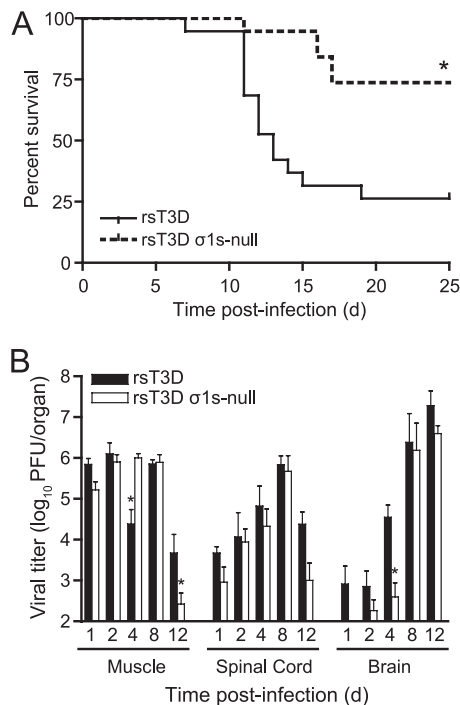 A
Percent survival
100
75
50
25
0
*
rsT3D
rsT3D σ1s-null
0 5 10 15 20 25
Time post-infection (d)
B
Viral titer (log10 PFU/organ)
8
7
6
5
4
3
2
rsT3D
rsT3D σ1s-null
* * *
1 2 4 8 12 1 2 4 8 12 1 2 4 8 12
Muscle Spinal Cord Brain
Time post-infection (d)